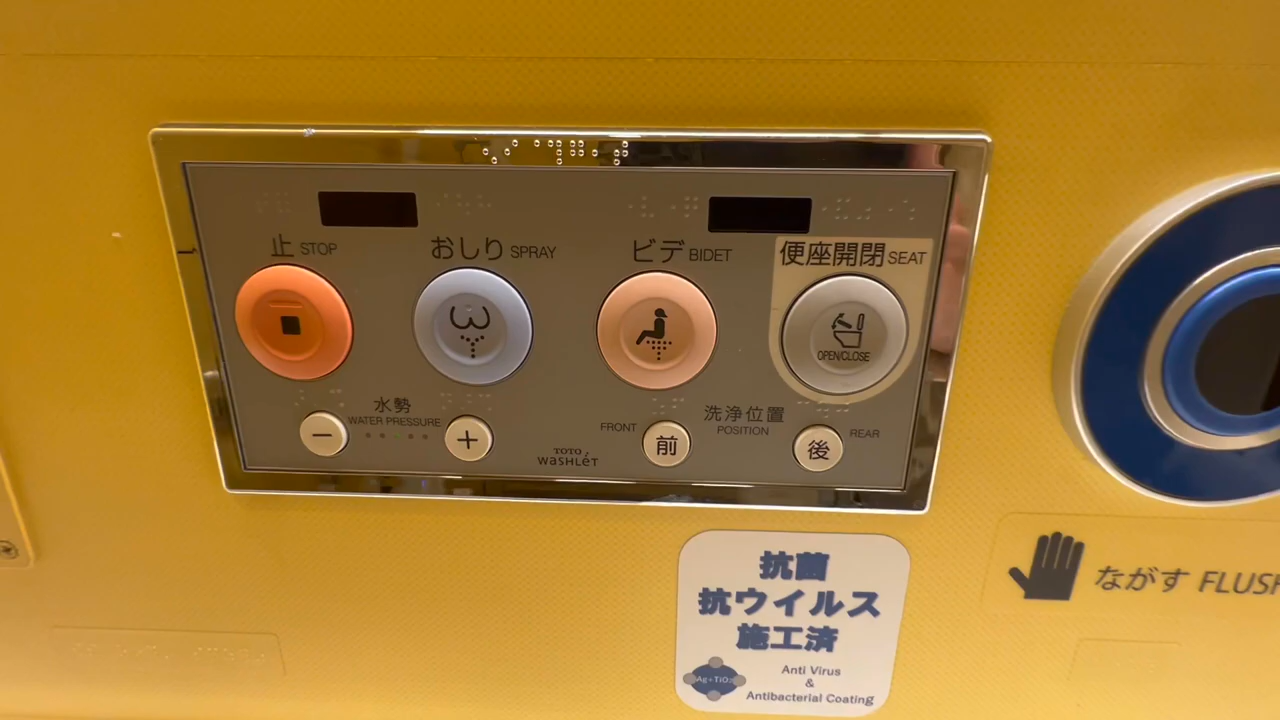 止 STOP
おしり SPRAY
ビデ BIDET
便座開閉 SEAT
OPEN/CLOSE
水勢
WATER PRESSURE
− +
FRONT 前
洗浄位置
POSITION
後 REAR
TOTO
WASHLET
ながす FLUSH
抗菌
抗ウイルス
施工済
Ag+TiO2
Anti Virus
&
Antibacterial Coating